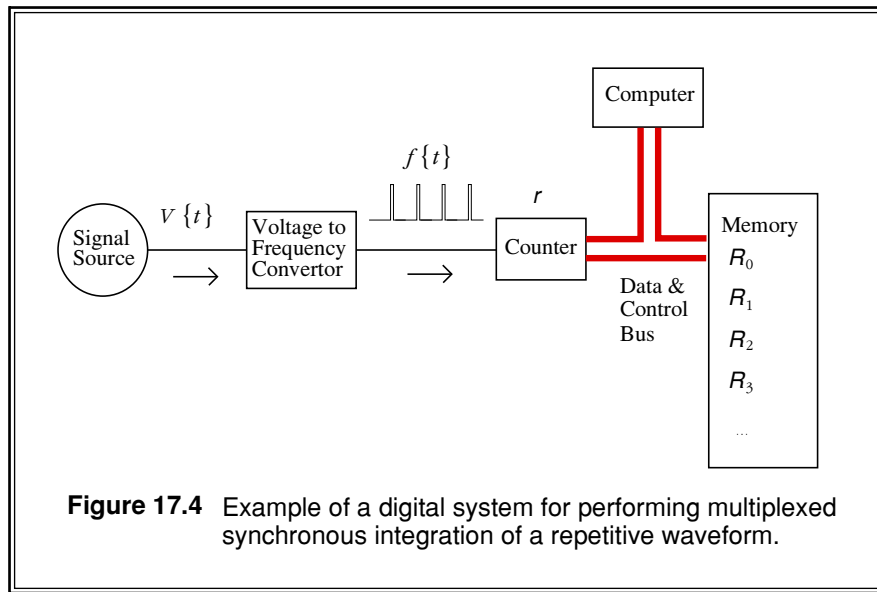 Computer
f{t}
V {t}
r
Signal
Source
Voltage to
Frequency
Convertor
Counter
Memory
R0
R1
R2
R3
...
Data &
Control
Bus
Figure 17.4 Example of a digital system for performing multiplexed
synchronous integration of a repetitive waveform.